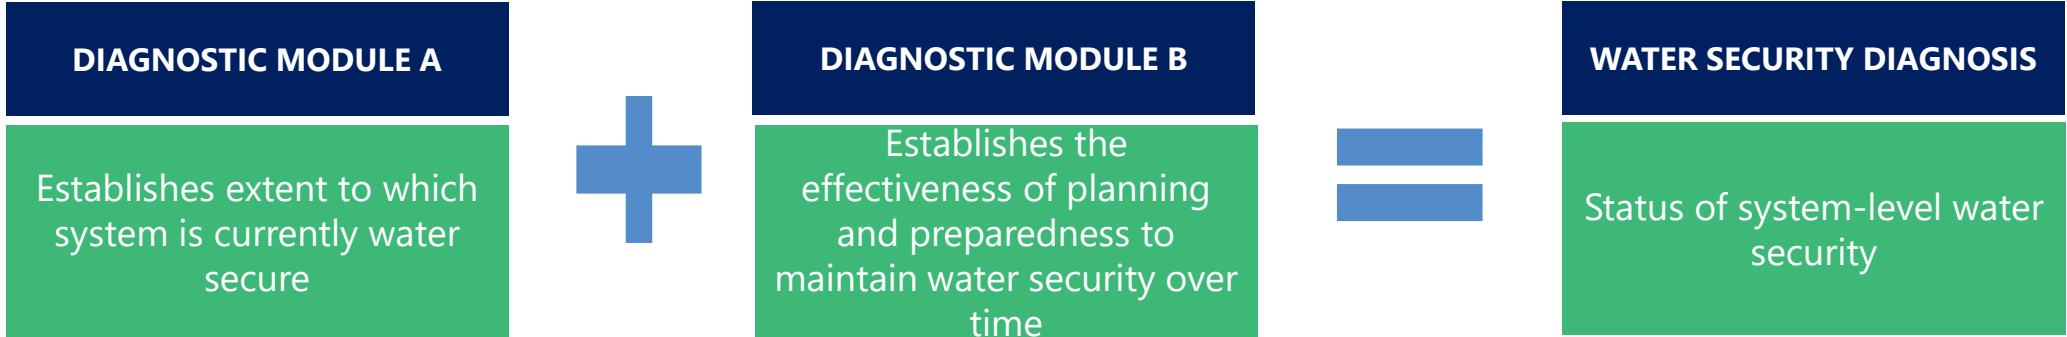 DIAGNOSTIC MODULE A
Establishes extent to which
system is currently water
secure
DIAGNOSTIC MODULE B
Establishes the
effectiveness of planning
and preparedness to
maintain water security over
time
WATER SECURITY DIAGNOSIS
Status of system-level water
security